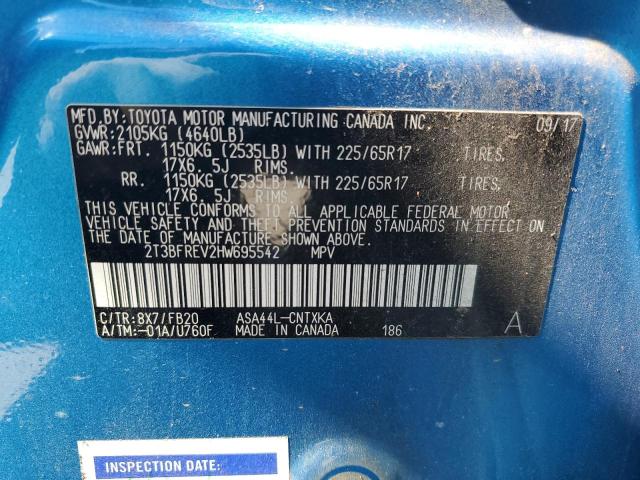 MFD. BY: TOYOTA MOTOR MANUFACTURING CANADA INC. 09/17
GVWR: 2105KG (4640LB)
GAWR: FRT. 1150KG (2535LB) WITH 225/65R17 TIRES,
17X6. 5J RIMS.
RR. 1150KG (2535LB) WITH 225/65R17 TIRES,
17X6. 5J RIMS.
THIS VEHICLE CONFORMS TO ALL APPLICABLE FEDERAL MOTOR
VEHICLE SAFETY AND THEFT PREVENTION STANDARDS IN EFFECT ON
THE DATE OF MANUFACTURE SHOWN ABOVE.
2T3BFREV2HW695542 MPV
C/TR: 8X7/FB20 ASA44L-CNTXKA
A/TM: -01A/U760F MADE IN CANADA 186 A
INSPECTION DATE: